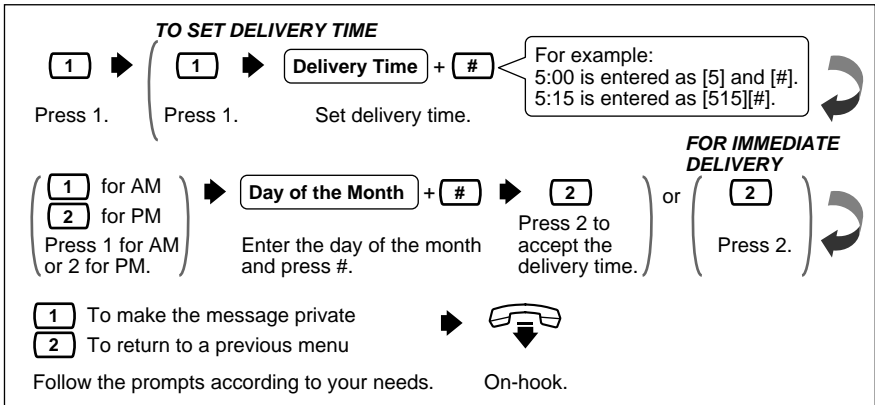 TO SET DELIVERY TIME
1 1 Delivery Time + #
For example:
5:00 is entered as [5] and [#].
5:15 is entered as [515][#].
Press 1. Press 1. Set delivery time.
FOR IMMEDIATE
DELIVERY
1 for AM
2 for PM
Press 1 for AM
or 2 for PM.
Day of the Month + #
Enter the day of the month
and press #.
2
Press 2 to
accept the
delivery time.
or
2
Press 2.
1 To make the message private
2 To return to a previous menu
Follow the prompts according to your needs. On-hook.